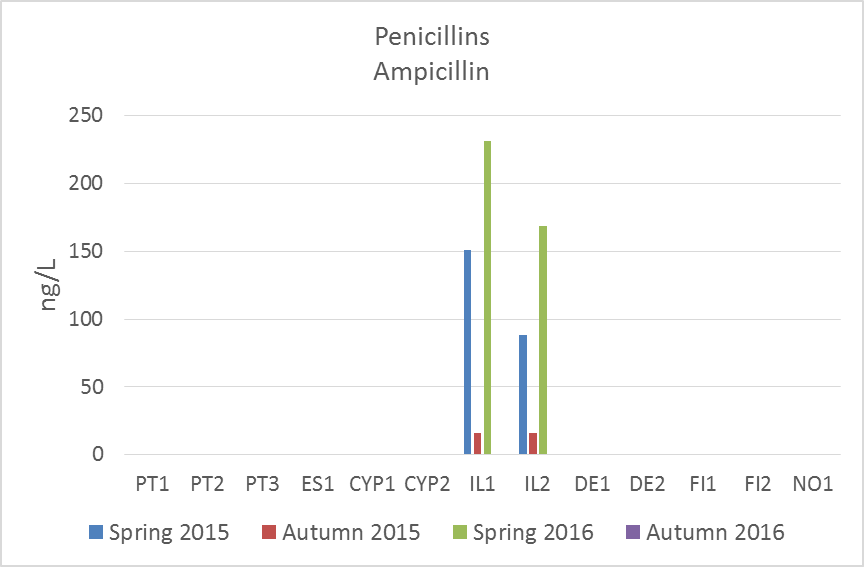 Penicillins
Ampicillin
250
200
150
100
50
0
ng/L
PT1 PT2 PT3 ES1 CYP1 CYP2 IL1 IL2 DE1 DE2 FI1 FI2 NO1
Spring 2015 Autumn 2015 Spring 2016 Autumn 2016